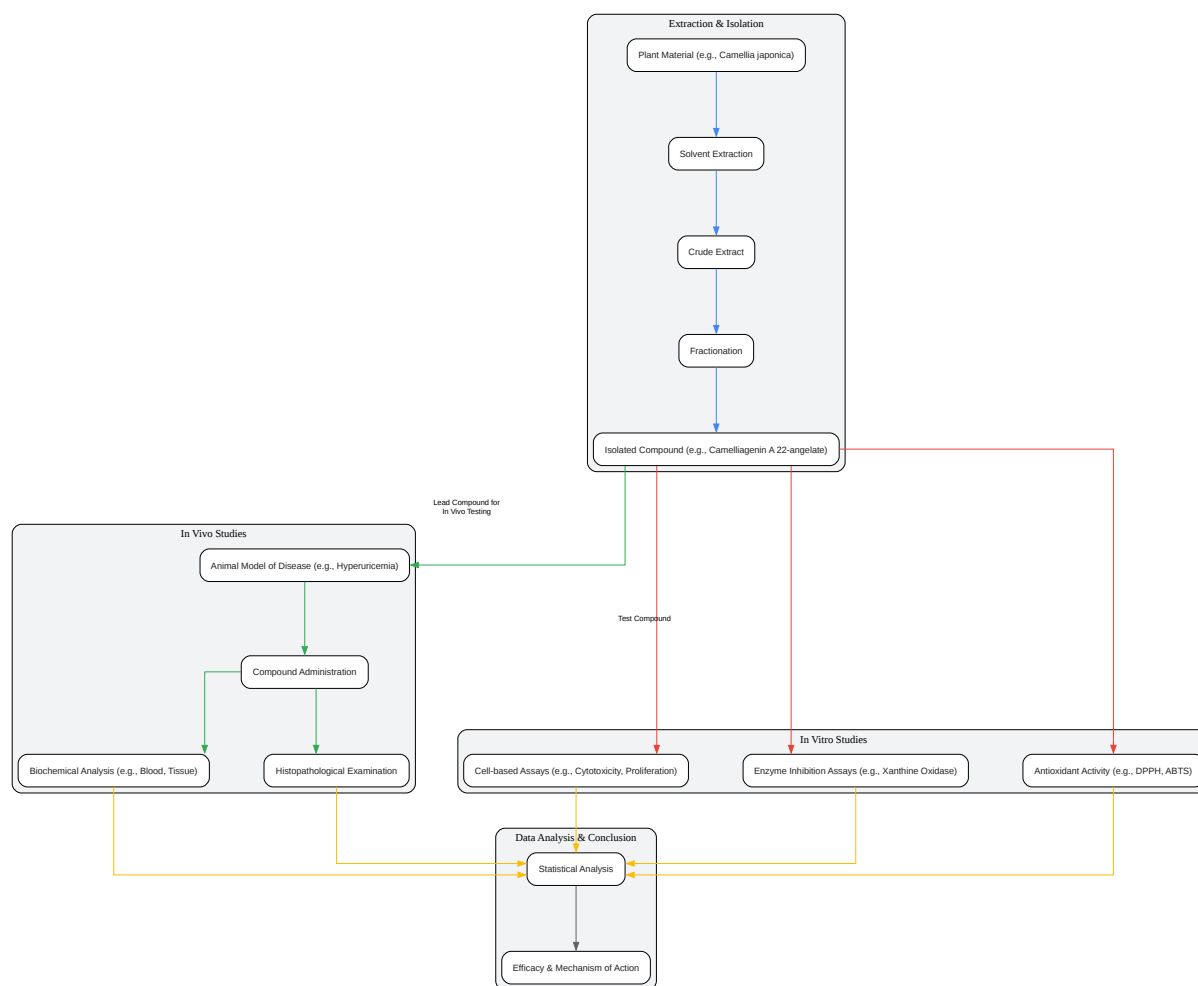 Extraction & Isolation
Plant Material (e.g., Camellia japonica)
Solvent Extraction
Crude Extract
Fractionation
Isolated Compound (e.g., Camelliagenin A 22-angelate)
Lead Compound for
In Vivo Testing
In Vivo Studies
Animal Model of Disease (e.g., Hyperuricemia)
Test Compound
Compound Administration
In Vitro Studies
Biochemical Analysis (e.g., Blood, Tissue)
Histopathological Examination
Cell-based Assays (e.g., Cytotoxicity, Proliferation)
Enzyme Inhibition Assays (e.g., Xanthine Oxidase)
Antioxidant Activity (e.g., DPPH, ABTS)
Data Analysis & Conclusion
Statistical Analysis
Efficacy & Mechanism of Action